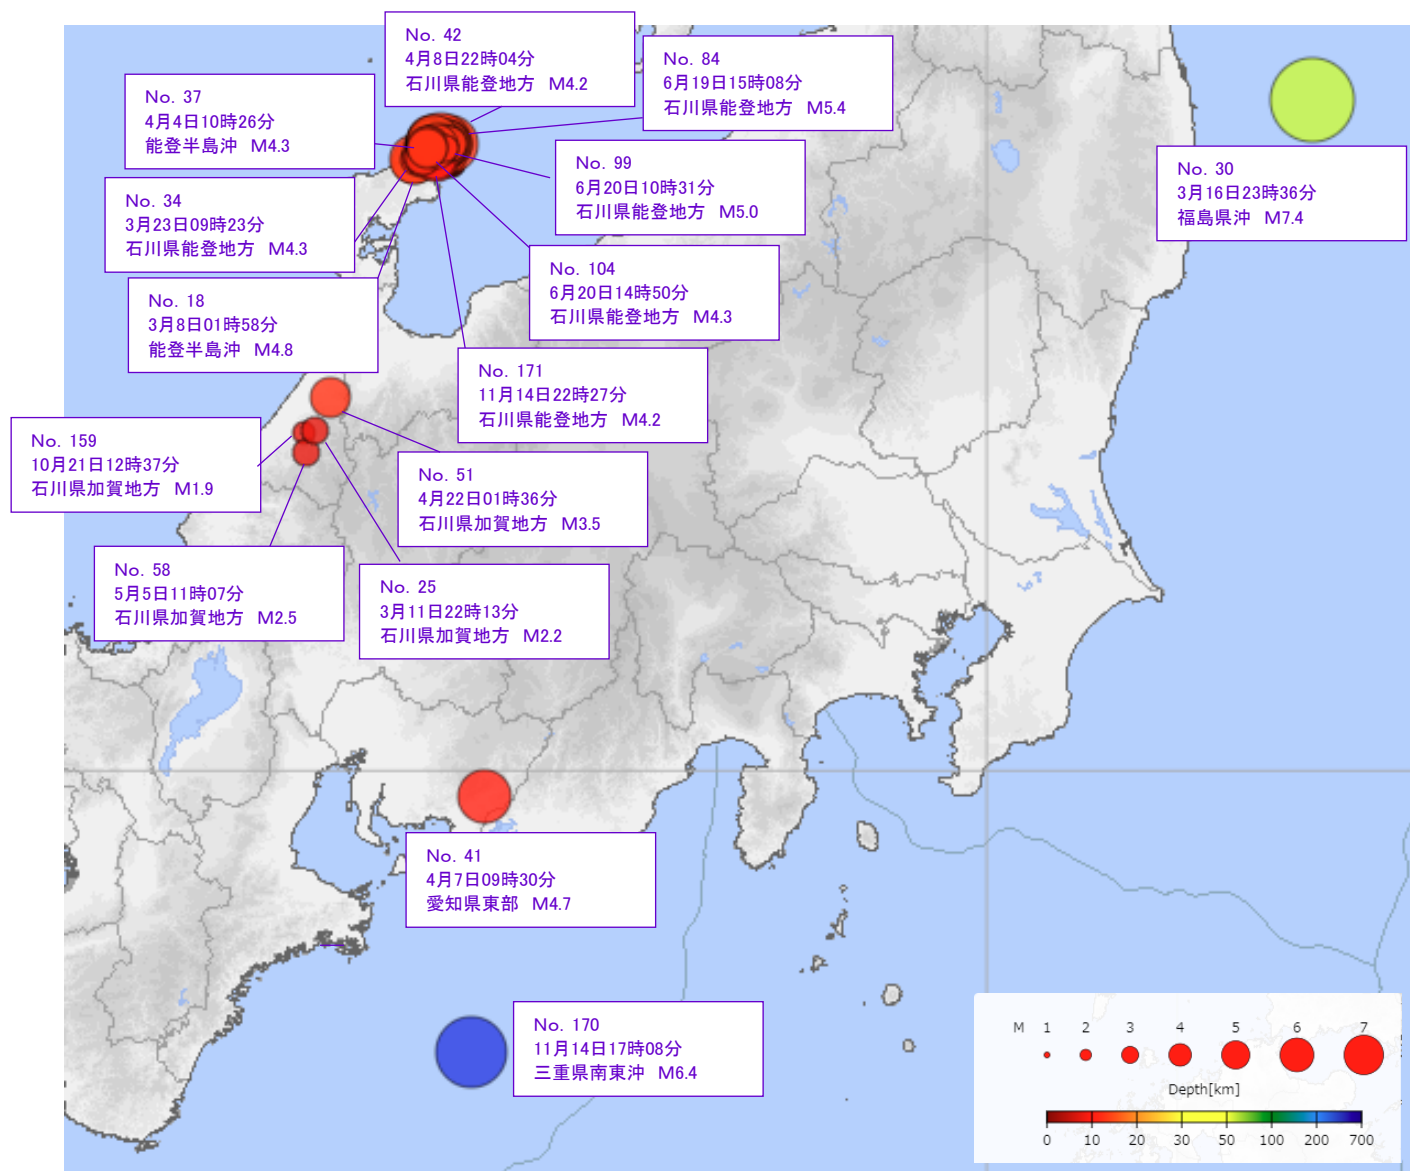 No. 42
4月8日22時04分
石川県能登地方　M4.2
No. 84
6月19日15時08分
石川県能登地方　M5.4
No. 37
4月4日10時26分
能登半島沖　M4.3
No. 99
6月20日10時31分
石川県能登地方　M5.0
No. 30
3月16日23時36分
福島県沖　M7.4
No. 34
3月23日09時23分
石川県能登地方　M4.3
No. 104
6月20日14時50分
石川県能登地方　M4.3
No. 18
3月8日01時58分
能登半島沖　M4.8
No. 171
11月14日22時27分
石川県能登地方　M4.2
No. 159
10月21日12時37分
石川県加賀地方　M1.9
No. 51
4月22日01時36分
石川県加賀地方　M3.5
No. 58
5月5日11時07分
石川県加賀地方　M2.5
No. 25
3月11日22時13分
石川県加賀地方　M2.2
No. 41
4月7日09時30分
愛知県東部　M4.7
No. 170
11月14日17時08分
三重県南東沖　M6.4
M 1 2 3 4 5 6 7
Depth[km]
0 10 20 30 50 100 200 700